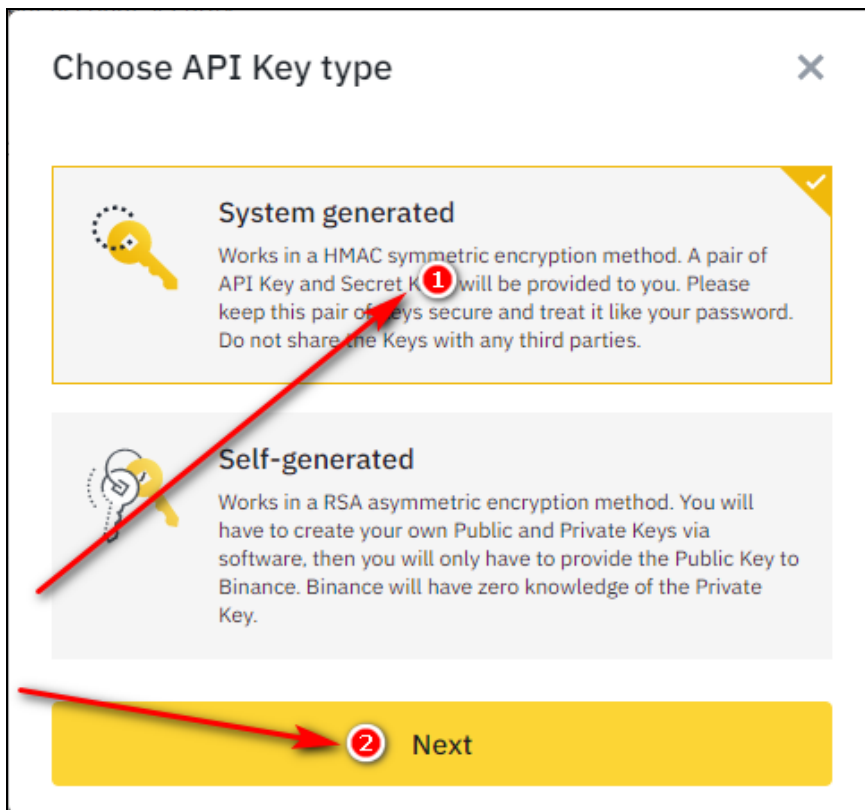 Choose API Key type
System generated
Works in a HMAC symmetric encryption method. A pair of
API Key and Secret K 1 will be provided to you. Please
keep this pair of keys secure and treat it like your password.
Do not share the Keys with any third parties.
Self-generated
Works in a RSA asymmetric encryption method. You will
have to create your own Public and Private Keys via
software, then you will only have to provide the Public Key to
Binance. Binance will have zero knowledge of the Private
Key.
2 Next